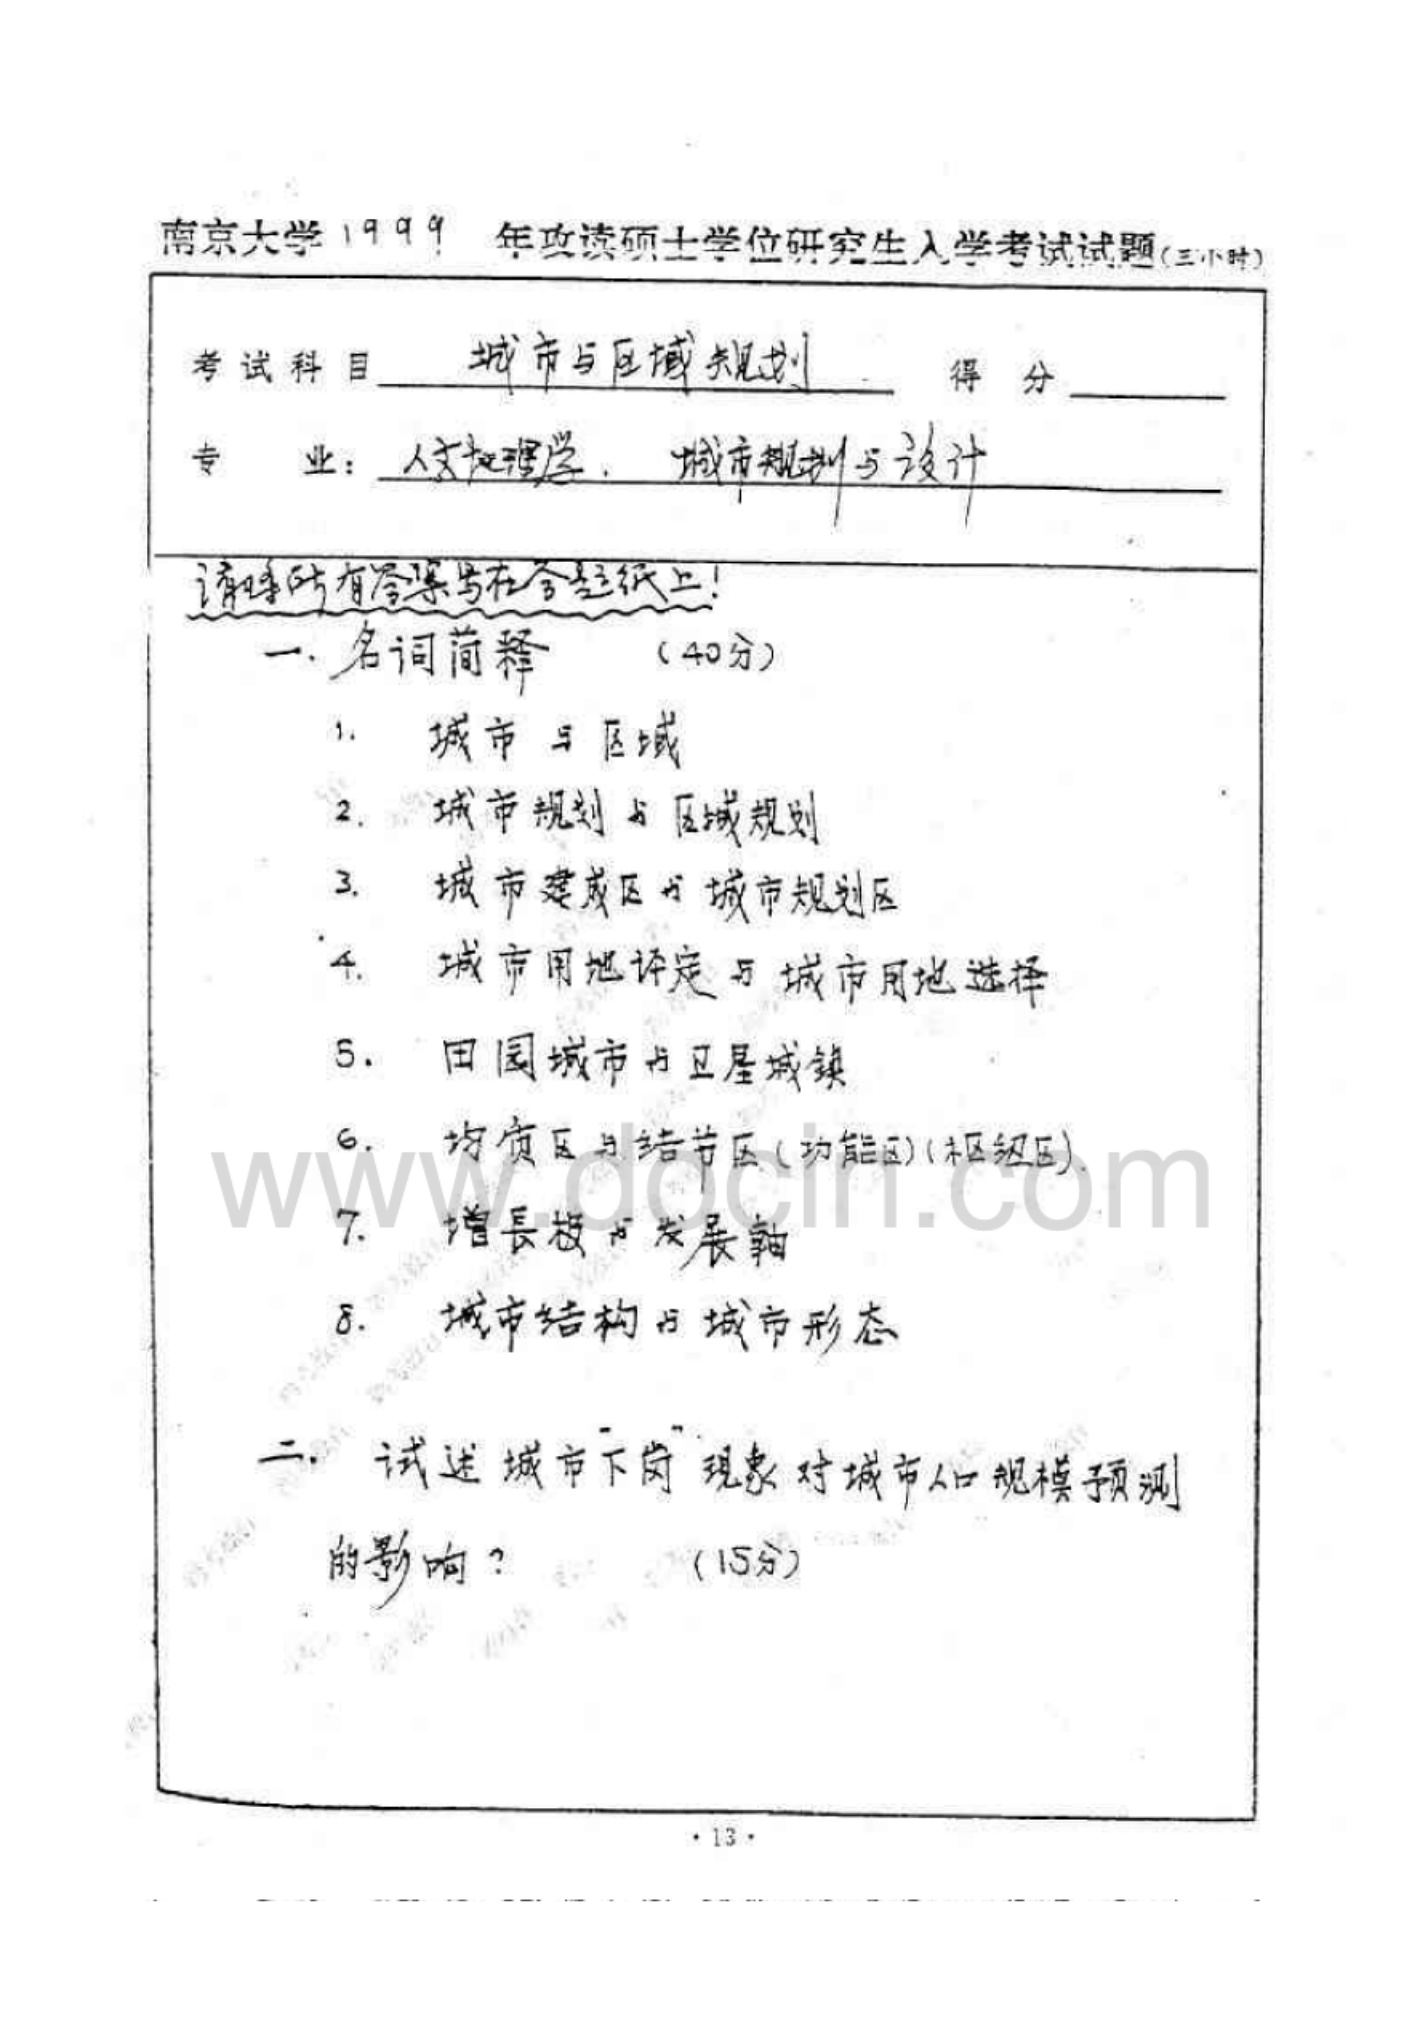 南京大学1999 年攻读硕士学位研究生入学考试试题(三小时)
考试科目 城市与区域规划 得 分
专 业: 人文地理学. 城市规划与设计
请将所有答案写在答题纸上!
一. 名词简释 (40分)
1. 城市与区域
2. 城市规划与区域规划
3. 城市建成区与城市规划区
4. 城市用地评定与城市用地选择
5. 田园城市与卫星城镇
6. 均质区与结节区(功能区)(枢纽区).
www.docin.com
7. 增長极与发展軸
8. 城市结构与城市形态
二. 试述城市"下岗"现象对城市人口规模预测
的影响? (15分)
·13·